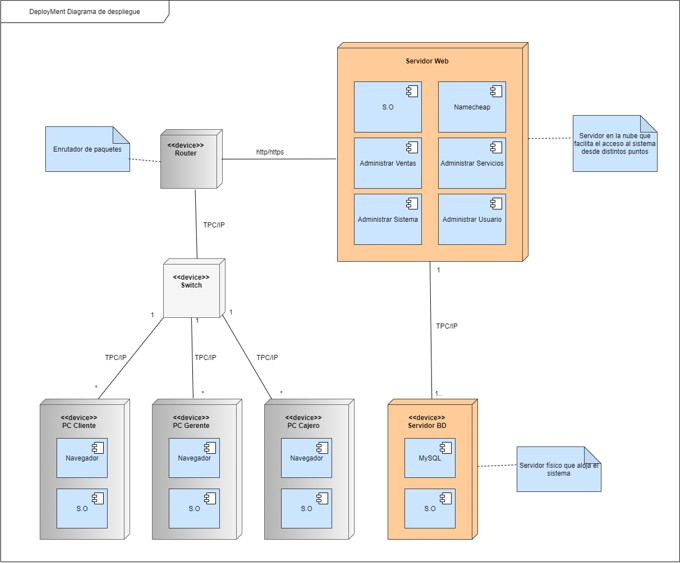 DeployMent Diagrama de despliegue
Servidor Web
S.O
Namecheap
Administrar Ventas
Administrar Servicios
Administrar Sistema
Administrar Usuario
Servidor en la nube que
facilita el acceso al sistema
desde distintos puntos
Enrutador de paquetes
<<device>>
Router
http/https
TPC/IP
<<device>>
Switch
1
1
1
TPC/IP
TPC/IP
TPC/IP
*
*
*
1
TPC/IP
1..
<<device>>
PC Cliente
Navegador
S.O
<<device>>
PC Gerente
Navegador
S.O
<<device>>
PC Cajero
Navegador
S.O
<<device>>
Servidor BD
MySQL
S.O
Servidor físico que aloja el
sistema